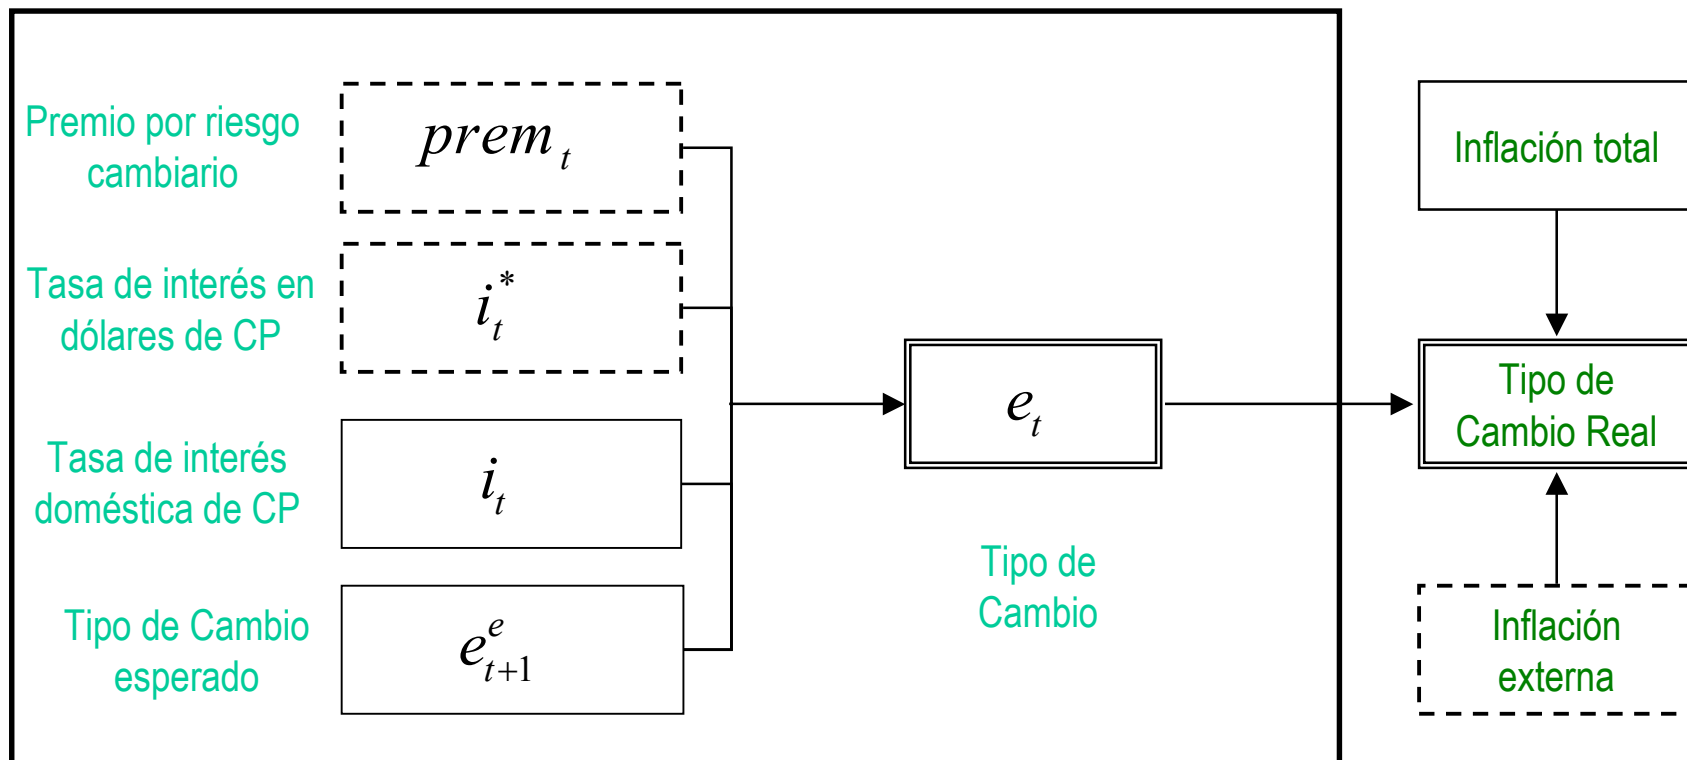 Premio por riesgo
cambiario
prem_t
Inflación total
Tasa de interés en
dólares de CP
i_t^*
Tasa de interés
doméstica de CP
i_t
e_t
Tipo de
Cambio Real
Tipo de
Cambio
Tipo de Cambio
esperado
e_{t+1}^e
Inflación
externa